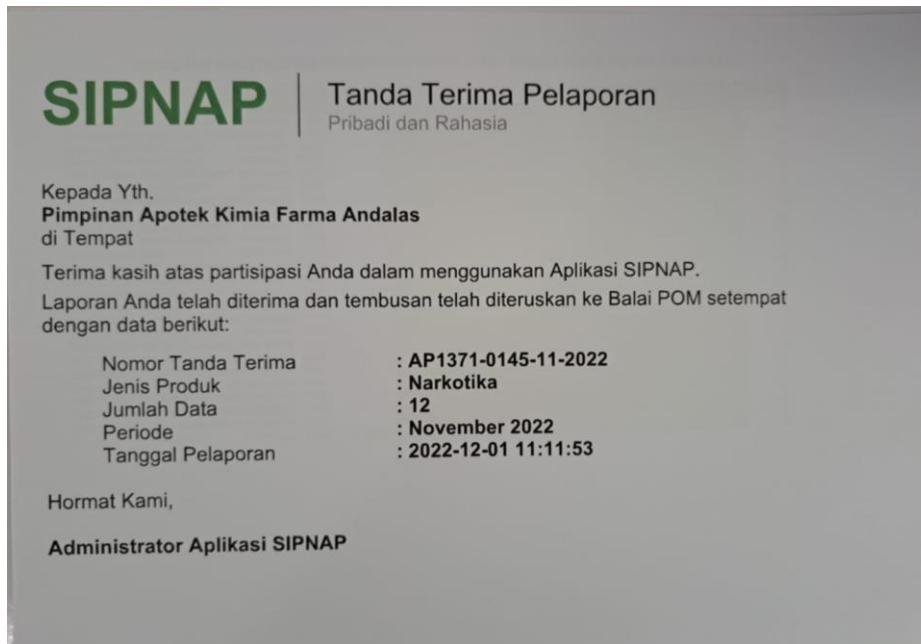 SIPNAP
Tanda Terima Pelaporan
Pribadi dan Rahasia
Kepada Yth.
Pimpinan Apotek Kimia Farma Andalas
di Tempat
Terima kasih atas partisipasi Anda dalam menggunakan Aplikasi SIPNAP.
Laporan Anda telah diterima dan tembusan telah diteruskan ke Balai POM setempat
dengan data berikut:
Nomor Tanda Terima : AP1371-0145-11-2022
Jenis Produk : Narkotika
Jumlah Data : 12
Periode : November 2022
Tanggal Pelaporan : 2022-12-01 11:11:53
Hormat Kami,
Administrator Aplikasi SIPNAP